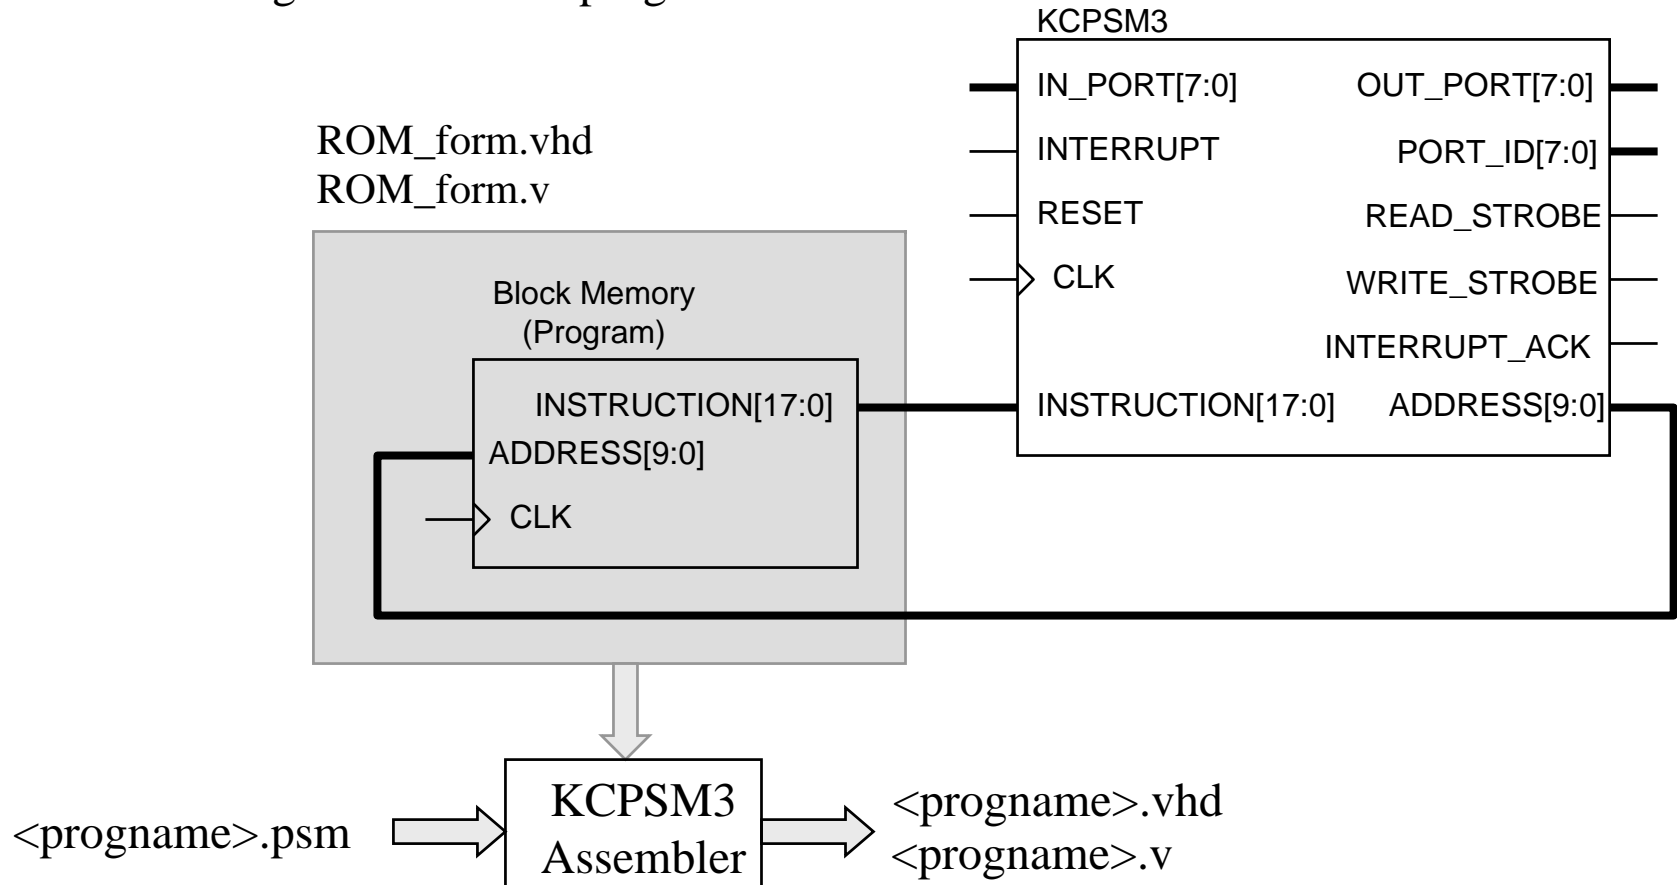 KCPSM3
IN_PORT[7:0] OUT_PORT[7:0]
ROM_form.vhd
INTERRUPT PORT_ID[7:0]
ROM_form.v
RESET READ_STROBE
CLK WRITE_STROBE
Block Memory
(Program)
INTERRUPT_ACK
INSTRUCTION[17:0]
INSTRUCTION[17:0] ADDRESS[9:0]
ADDRESS[9:0]
CLK
KCPSM3
Assembler
<progname>.psm
<progname>.vhd
<progname>.v